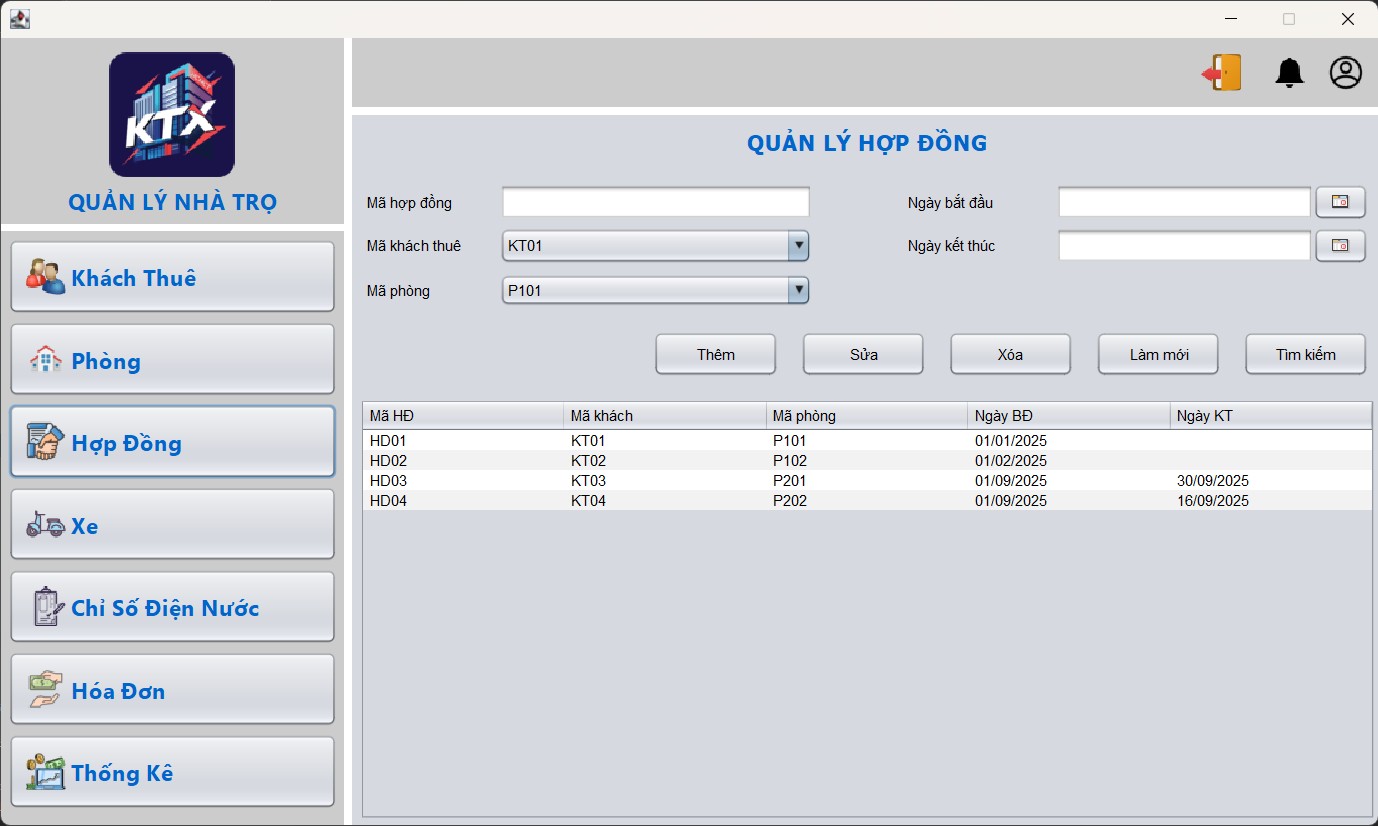 KTX
QUẢN LÝ NHÀ TRỌ
Khách Thuê
Phòng
Hợp Đồng
Xe
Chỉ Số Điện Nước
Hóa Đơn
Thống Kê
QUẢN LÝ HỢP ĐỒNG
Mã hợp đồng
Ngày bắt đầu
Mã khách thuê KT01
Ngày kết thúc
Mã phòng P101
Thêm Sửa Xóa Làm mới Tìm kiếm
Mã HĐ Mã khách Mã phòng Ngày BĐ Ngày KT
HD01 KT01 P101 01/01/2025
HD02 KT02 P102 01/02/2025
HD03 KT03 P201 01/09/2025 30/09/2025
HD04 KT04 P202 01/09/2025 16/09/2025